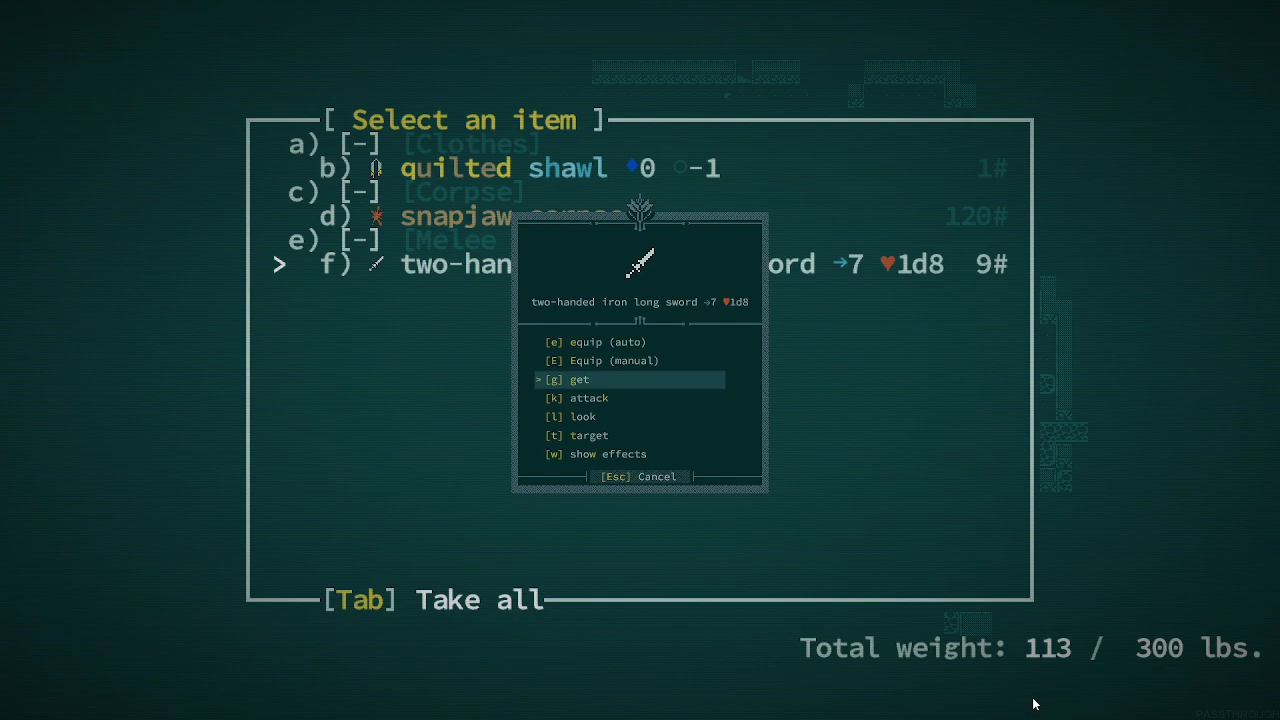 [ Select an item ]
a) [-] [Clothes]
b) quilted shawl ♦0 ○-1 1#
c) [-] [Corpse]
d) snapjaw corpse 120#
e) [-] [Melee
> f) two-han ord →7 ♥1d8 9#
two-handed iron long sword →7 ♥1d8
[e] equip (auto)
[E] Equip (manual)
> [g] get
[k] attack
[l] look
[t] target
[w] show effects
[Esc] Cancel
[Tab] Take all
Total weight: 113 / 300 lbs.